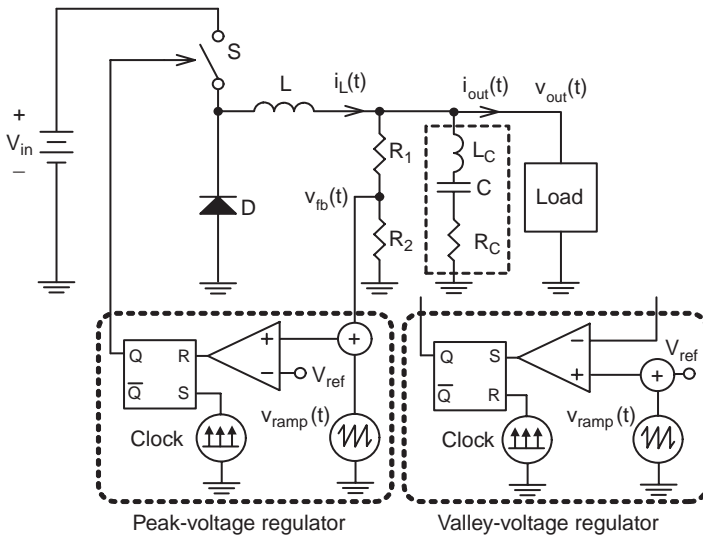 S
L
i_L(t)
i_out(t)
v_out(t)
+
V_in
−
R_1
L_C
C
Load
v_fb(t)
D
R_2
R_C
Q
R
+
+
Q̅
S
−
V_ref
Clock
v_ramp(t)
Q
S
−
V_ref
Q̅
R
+
+
Clock
v_ramp(t)
Peak-voltage regulator
Valley-voltage regulator